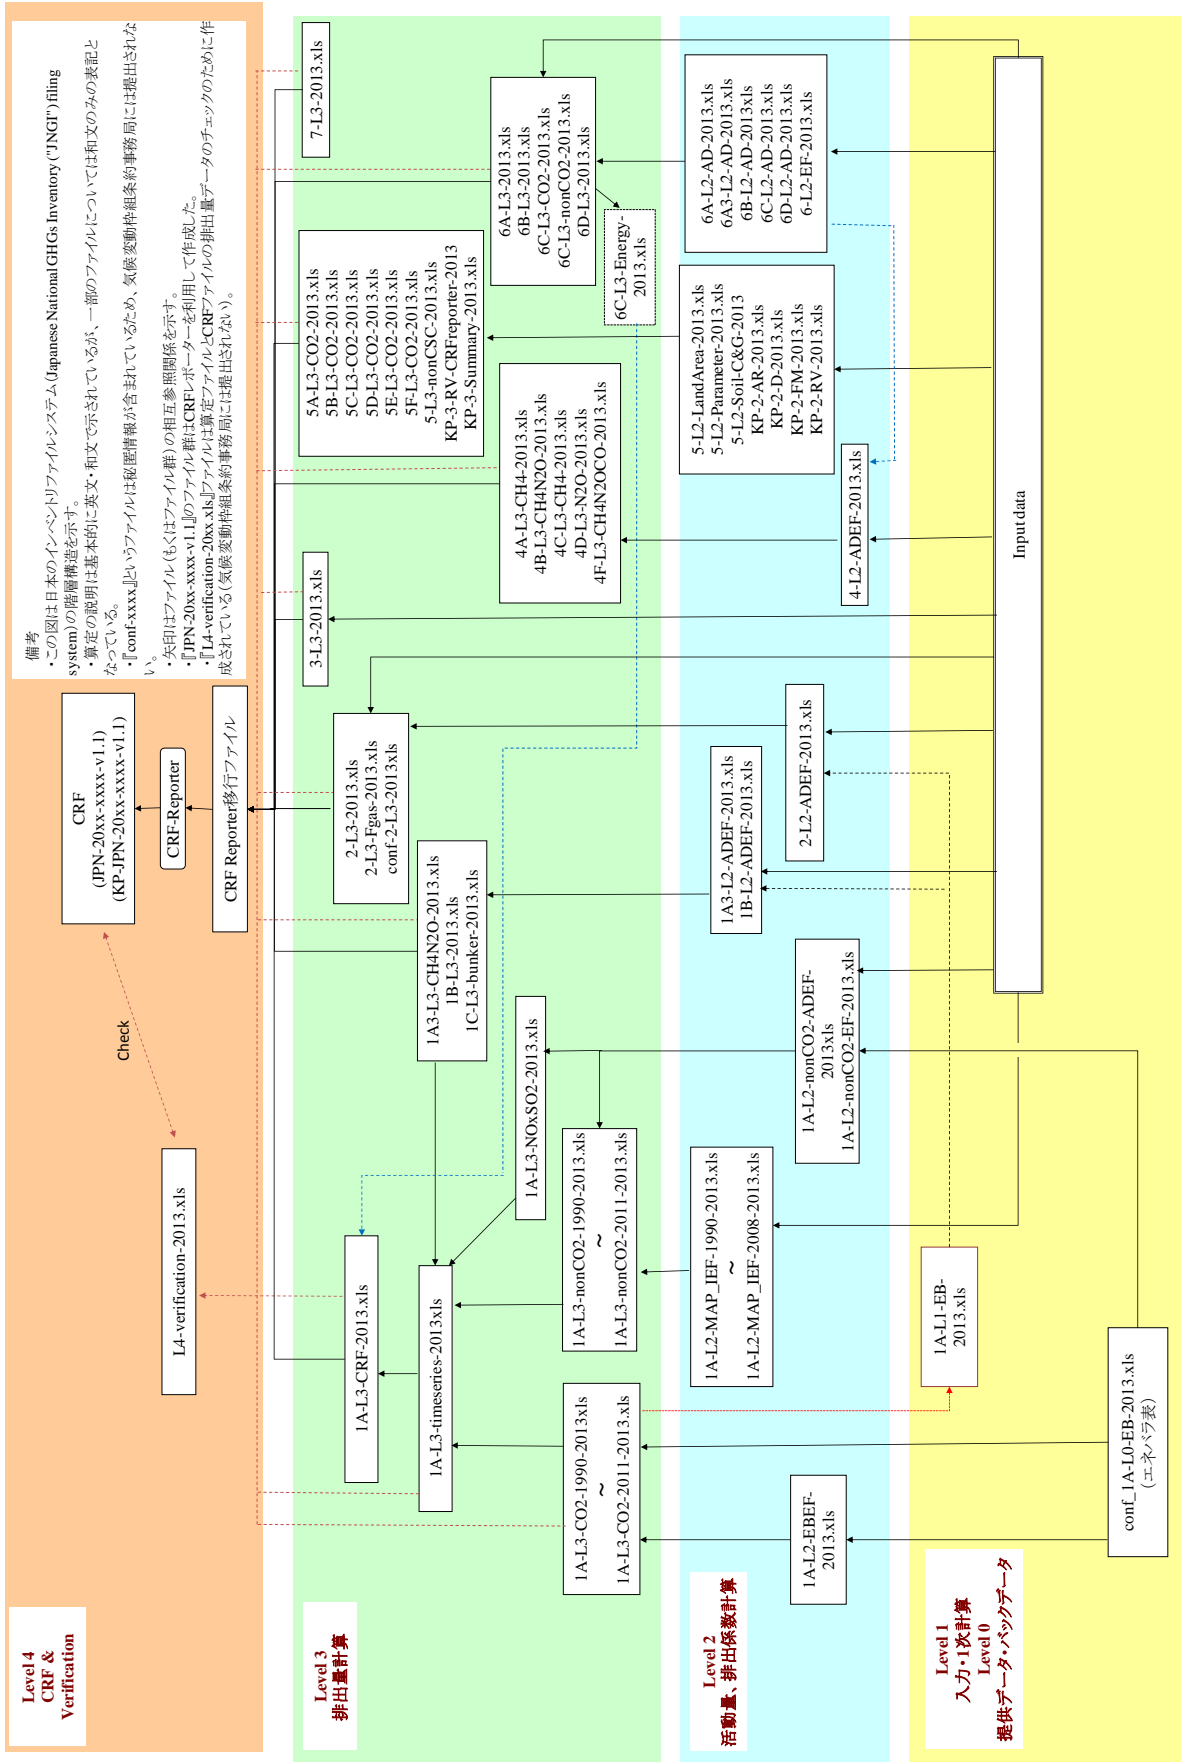 Level 4
CRF &
Verification
L4-verification-2013.xls
Check
CRF
(JPN-20xx-xxxx-v1.1)
(KP-JPN-20xx-xxxx-v1.1)
CRF-Reporter
CRF Reporter移行ファイル
備考
・この図は日本のインベントリファイルシステム(Japanese National GHGs Inventory ("JNGI") filing
system)の階層構造を示す。
・算定の説明は基本的に英文・和文で示されているが、一部のファイルについては和文のみの表記と
なっている。
・『conf-xxxx』というファイルは秘匿情報が含まれているため、気候変動枠組条約事務局には提出されな
い。
・矢印はファイル(もくはファイル群)の相互参照関係を示す。
・『JPN-20xx-xxxx-v1.1』のファイル群はCRFレポーターを利用して作成した。
・『L4-verification-20xx.xls』ファイルは算定ファイルとCRFファイルの排出量データのチェックのために作
成されている(気候変動枠組条約事務局には提出されない)。
Level 3
排出量計算
1A-L3-CRF-2013.xls
1A-L3-timeseries-2013xls
1A-L3-CO2-1990-2013xls
~
1A-L3-CO2-2011-2013.xls
1A-L3-nonCO2-1990-2013.xls
~
1A-L3-nonCO2-2011-2013.xls
1A-L3-NOxSO2-2013.xls
1A3-L3-CH4N2O-2013.xls
1B-L3-2013.xls
1C-L3-bunker-2013.xls
2-L3-2013.xls
2-L3-Fgas-2013.xls
conf-2-L3-2013xls
3-L3-2013.xls
4A-L3-CH4-2013.xls
4B-L3-CH4N2O-2013.xls
4C-L3-CH4-2013.xls
4D-L3-N2O-2013.xls
4F-L3-CH4N2OCO-2013.xls
5A-L3-CO2-2013.xls
5B-L3-CO2-2013.xls
5C-L3-CO2-2013.xls
5D-L3-CO2-2013.xls
5E-L3-CO2-2013.xls
5F-L3-CO2-2013.xls
5-L3-nonCSC-2013.xls
KP-3-RV-CRFreporter-2013
KP-3-Summary-2013.xls
6A-L3-2013.xls
6B-L3-2013.xls
6C-L3-CO2-2013.xls
6C-L3-nonCO2-2013.xls
6D-L3-2013.xls
6C-L3-Energy-
2013.xls
7-L3-2013.xls
Level 2
活動量、排出係数計算
1A-L2-EBEF-
2013.xls
1A-L2-MAP_IEF-1990-2013.xls
~
1A-L2-MAP_IEF-2008-2013.xls
1A-L2-nonCO2-ADEF-
2013xls
1A-L2-nonCO2-EF-2013.xls
1A3-L2-ADEF-2013.xls
1B-L2-ADEF-2013.xls
2-L2-ADEF-2013.xls
4-L2-ADEF-2013.xls
5-L2-LandArea-2013.xls
5-L2-Parameter-2013.xls
5-L2-Soil-C&G-2013
KP-2-AR-2013.xls
KP-2-D-2013.xls
KP-2-FM-2013.xls
KP-2-RV-2013.xls
6A-L2-AD-2013.xls
6A3-L2-AD-2013.xls
6B-L2-AD-2013xls
6C-L2-AD-2013.xls
6D-L2-AD-2013.xls
6-L2-EF-2013.xls
Level 1
入力・1次計算
Level 0
提供データ・バックデータ
1A-L1-EB-
2013.xls
conf_1A-L0-EB-2013.xls
(エネバラ表)
Input data